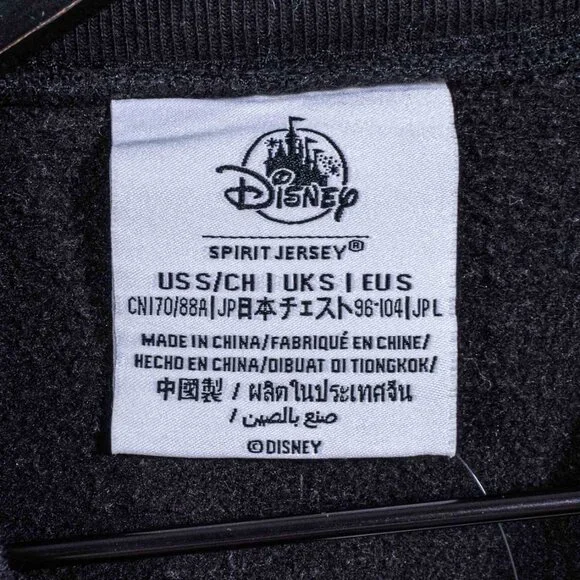 DISNEY
SPIRIT JERSEY®
US S/CH | UK S | EU S
CN170/88A|JP日本チェスト96-104|JP L
MADE IN CHINA/FABRIQUÉ EN CHINE/
HECHO EN CHINA/DIBUAT DI TIONGKOK/
中國製 / ผลิตในประเทศจีน
/ صنع بالصين
©DISNEY